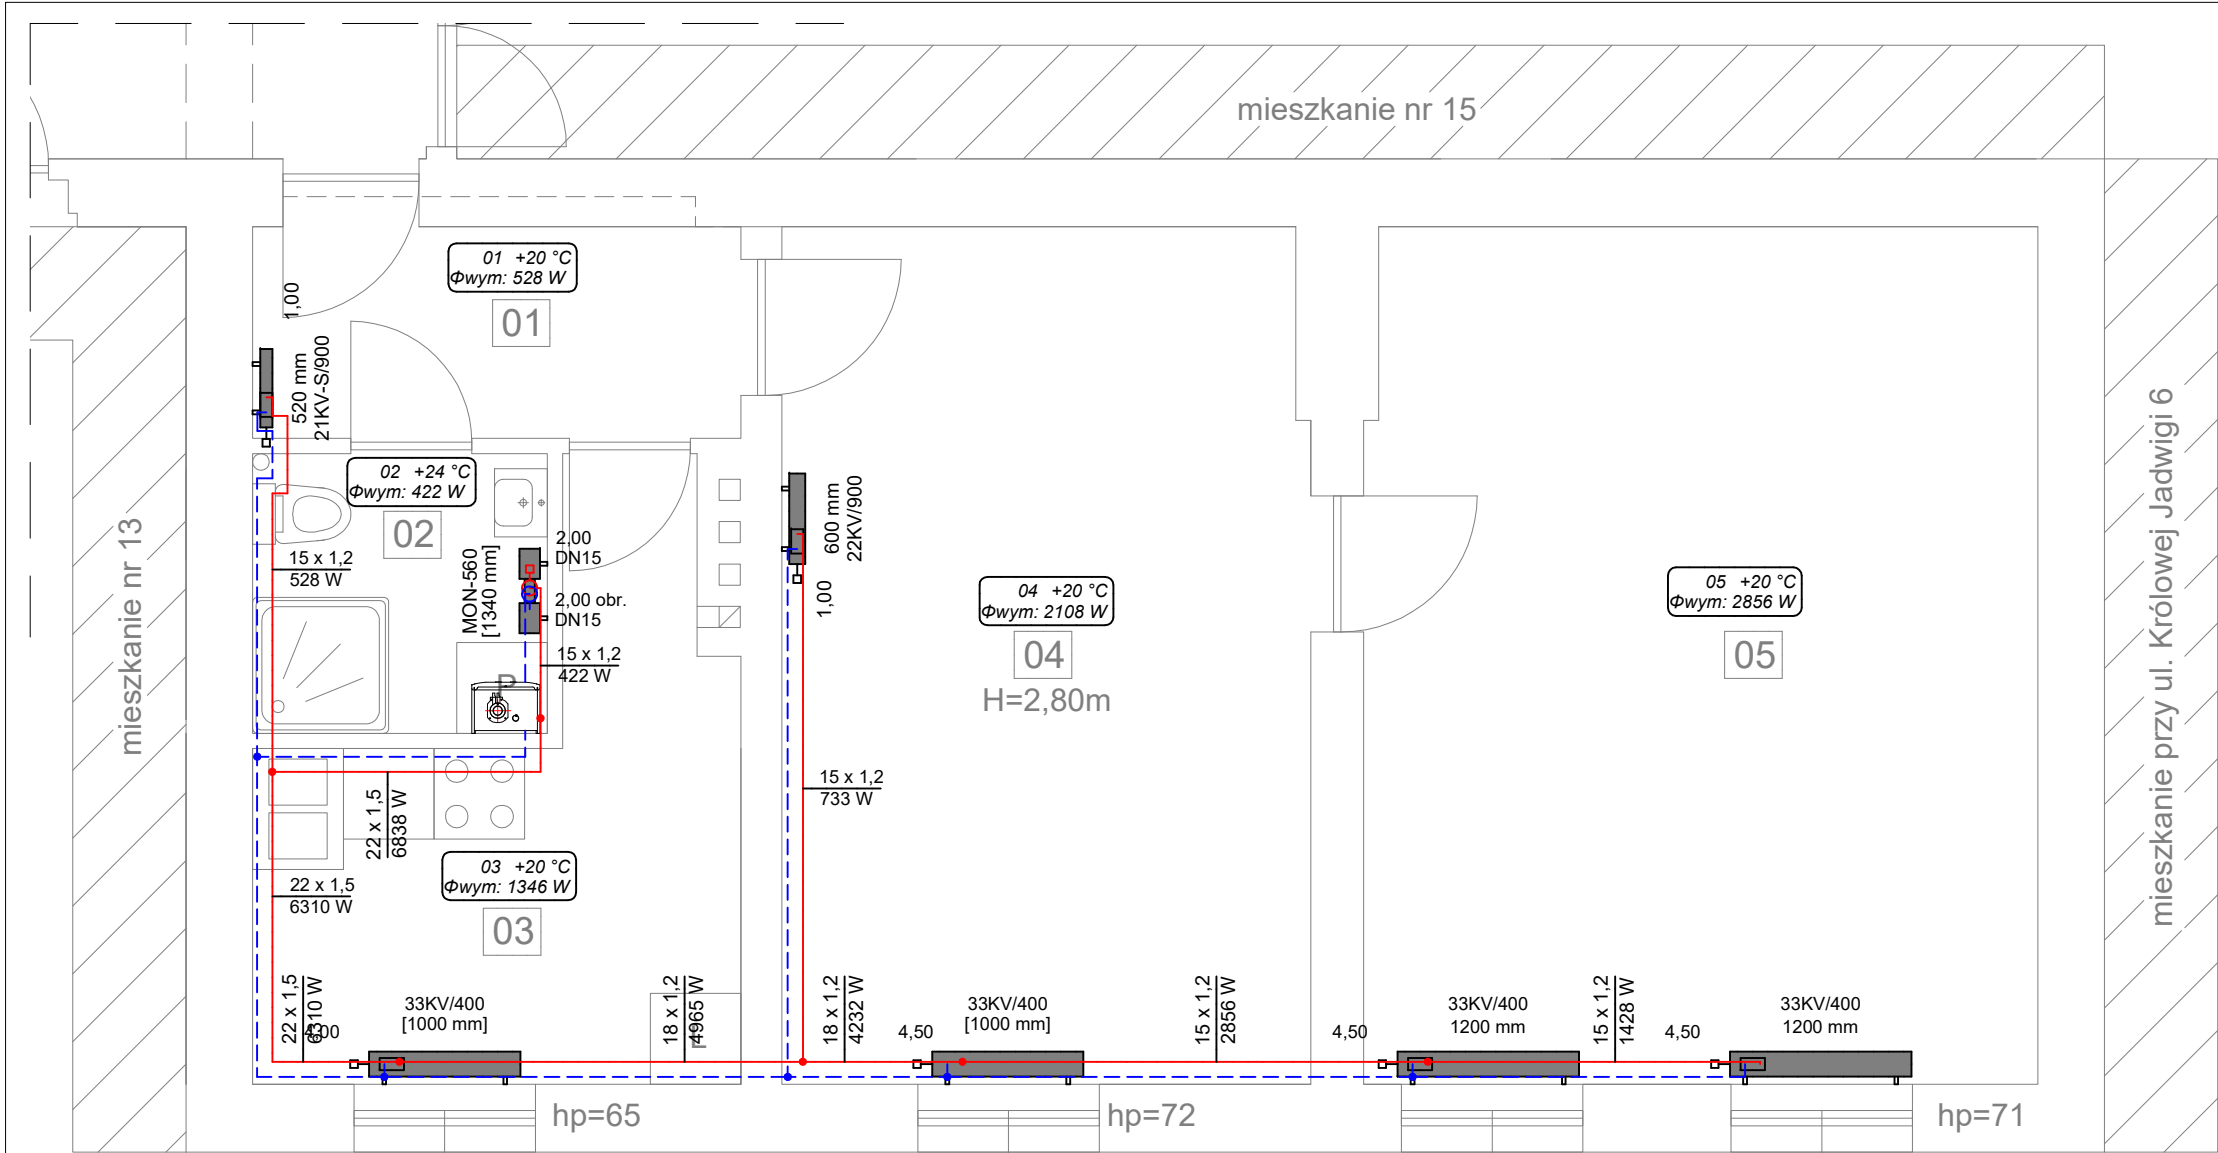 mieszkanie nr 15
01 +20 °C
Φwym: 528 W
01
1,00
520 mm
21KV-S/900
02 +24 °C
Φwym: 422 W
02
mieszkanie nr 13
15 x 1,2
528 W
MON-560
[1340 mm]
2,00
DN15
2,00 obr.
DN15
15 x 1,2
422 W
P
600 mm
22KV/900
1,00
04 +20 °C
Φwym: 2108 W
04
H=2,80m
05 +20 °C
Φwym: 2856 W
05
mieszkanie przy ul. Królowej Jadwigi 6
15 x 1,2
733 W
22 x 1,5
6838 W
03 +20 °C
Φwym: 1346 W
03
22 x 1,5
6310 W
22 x 1,5
6310 W
4,00
33KV/400
[1000 mm]
18 x 1,2
4965 W
L
18 x 1,2
4232 W
4,50
33KV/400
[1000 mm]
15 x 1,2
2856 W
4,50
33KV/400
1200 mm
15 x 1,2
1428 W
4,50
33KV/400
1200 mm
hp=65
hp=72
hp=71